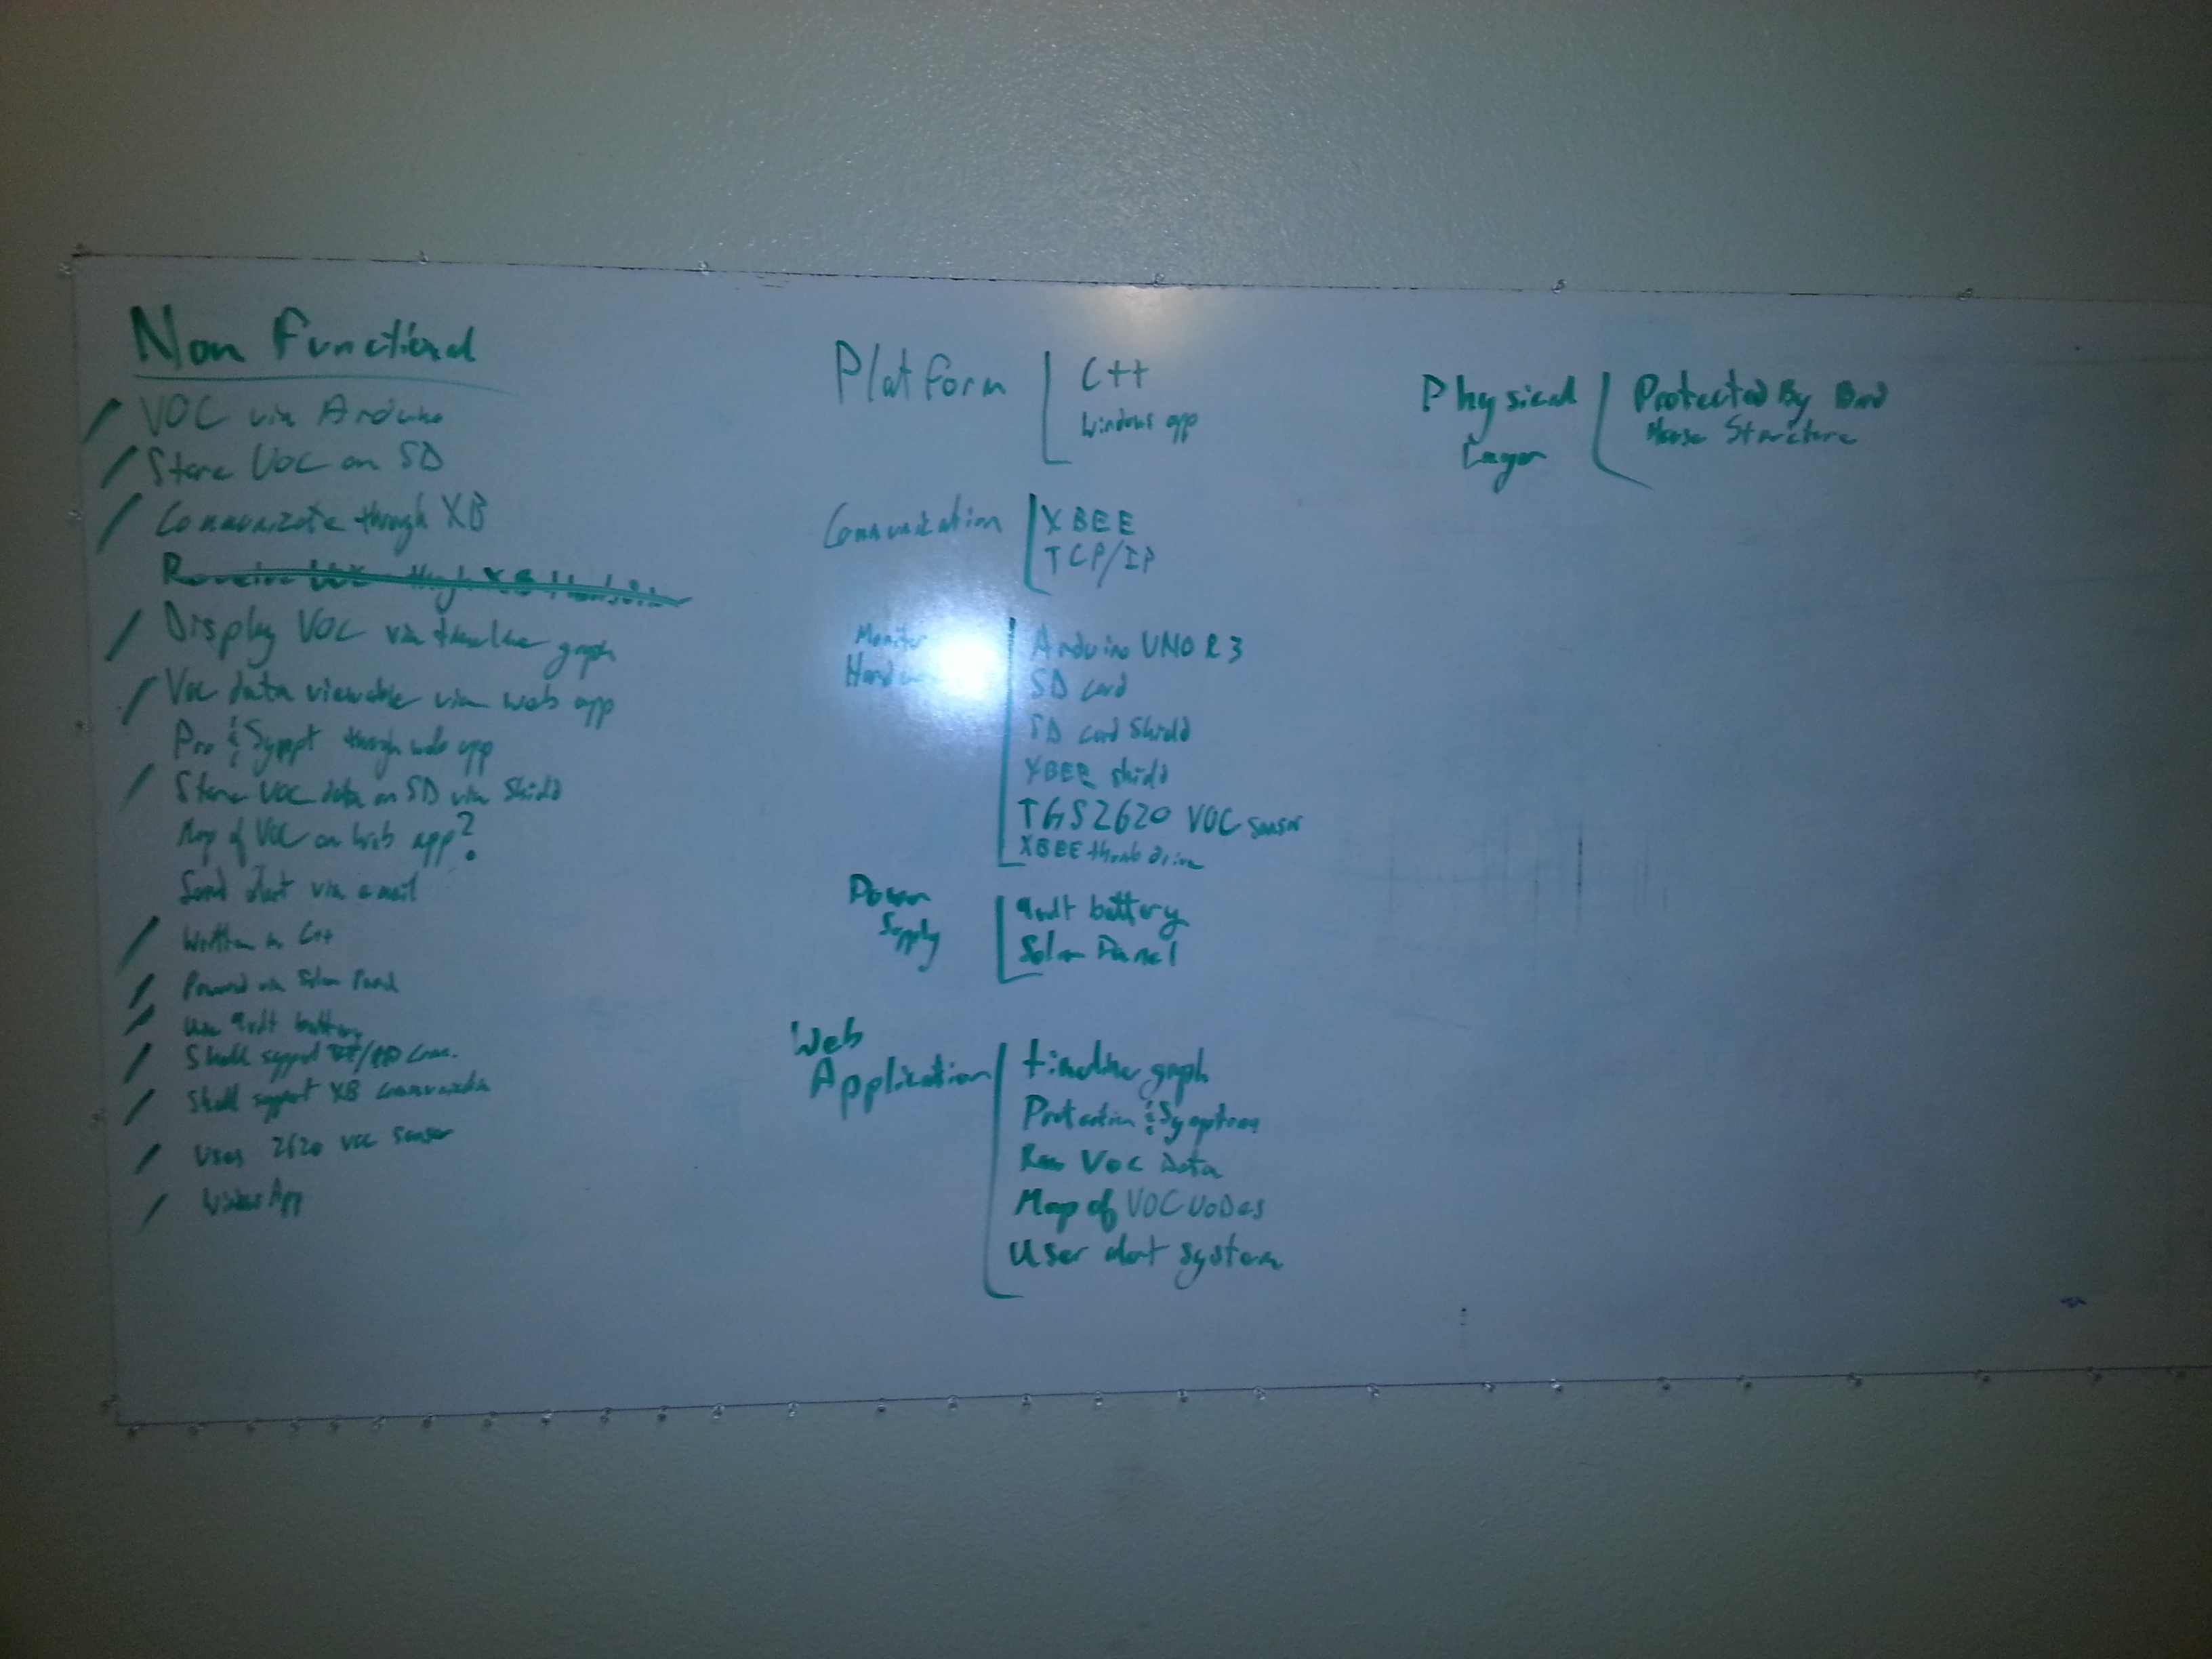 Non Functional
VOC via Arduino
Store VOC on SD
Communicate through XB
Display VOC via timeline graph
VOC data viewable via web app
Pro & Sympt through web app
Store VOC data on SD via Shield
Map of VOC on web app?
Send alert via email
Written in C++
Powered via Solar Panel
Use 9volt battery
Shall support
Shall support XB Communication
Uses 2620 VOC sensor
Windows App
Platform
C++
Windows app
Communication
XBEE
TCP/IP
Monitor
Arduino UNO R3
SD card
SD card Shield
XBEE shield
TGS2620 VOC sensor
XBEE thumb drive
Power
Supply
9volt battery
Solar Panel
Web
Application
timeline graph
Protection & Symptoms
Raw VOC Data
Map of VOC NODES
User alert system
Physical
Layer
Protected By Bird
House Structure